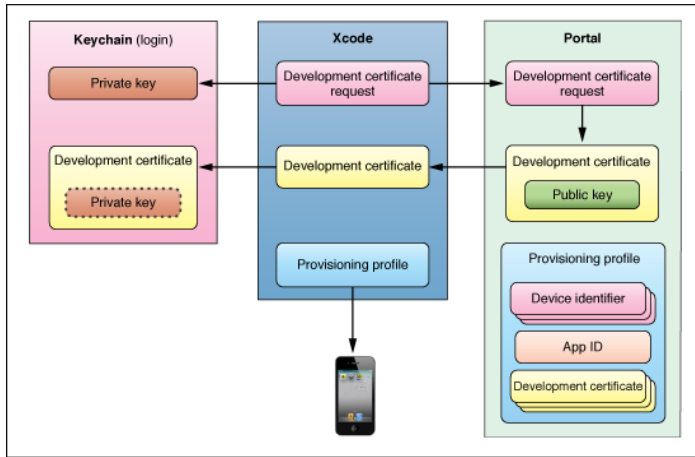 Keychain (login)
Private key
Development certificate
Private key
Xcode
Development certificate
request
Development certificate
Provisioning profile
Portal
Development certificate
request
Development certificate
Public key
Provisioning profile
Device identifier
App ID
Development certificate